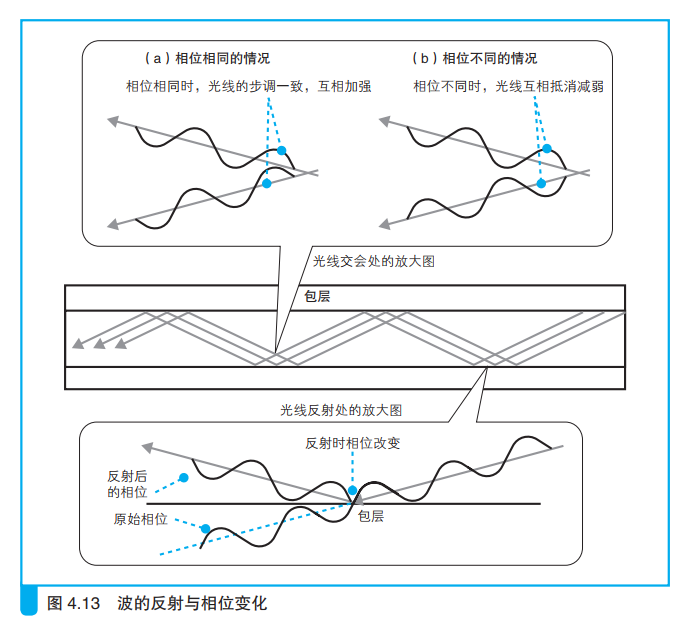 (a)相位相同的情况
相位相同时，光线的步调一致，互相加强
(b)相位不同的情况
相位不同时，光线互相抵消减弱
光线交会处的放大图
包层
光线反射处的放大图
反射时相位改变
反射后
的相位
原始相位
包层
图 4.13 波的反射与相位变化